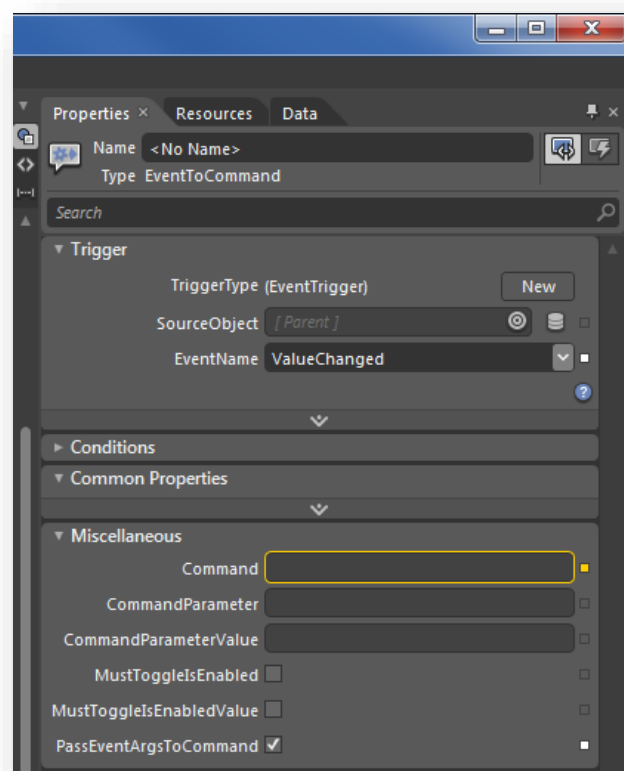 Properties Resources Data
Name <No Name>
Type EventToCommand
Search
Trigger
TriggerType (EventTrigger) New
SourceObject [ Parent ]
EventName ValueChanged
Conditions
Common Properties
Miscellaneous
Command
CommandParameter
CommandParameterValue
MustToggleIsEnabled
MustToggleIsEnabledValue
PassEventArgsToCommand